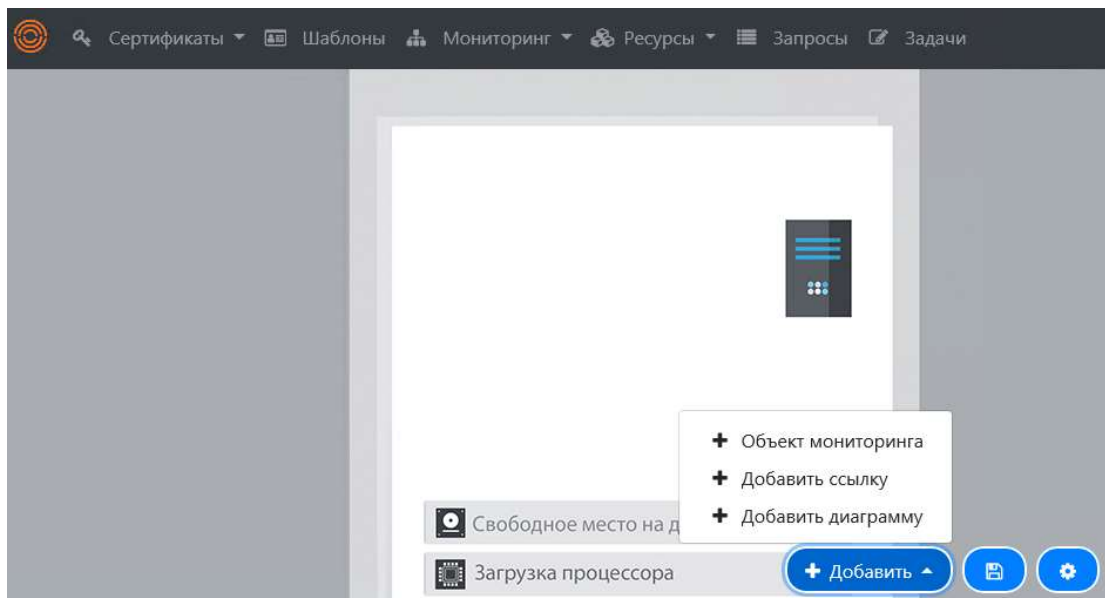 Сертификаты Шаблоны Мониторинг Ресурсы Запросы Задачи
Объект мониторинга
Добавить ссылку
Добавить диаграмму
Свободное место на д
Загрузка процессора
Добавить